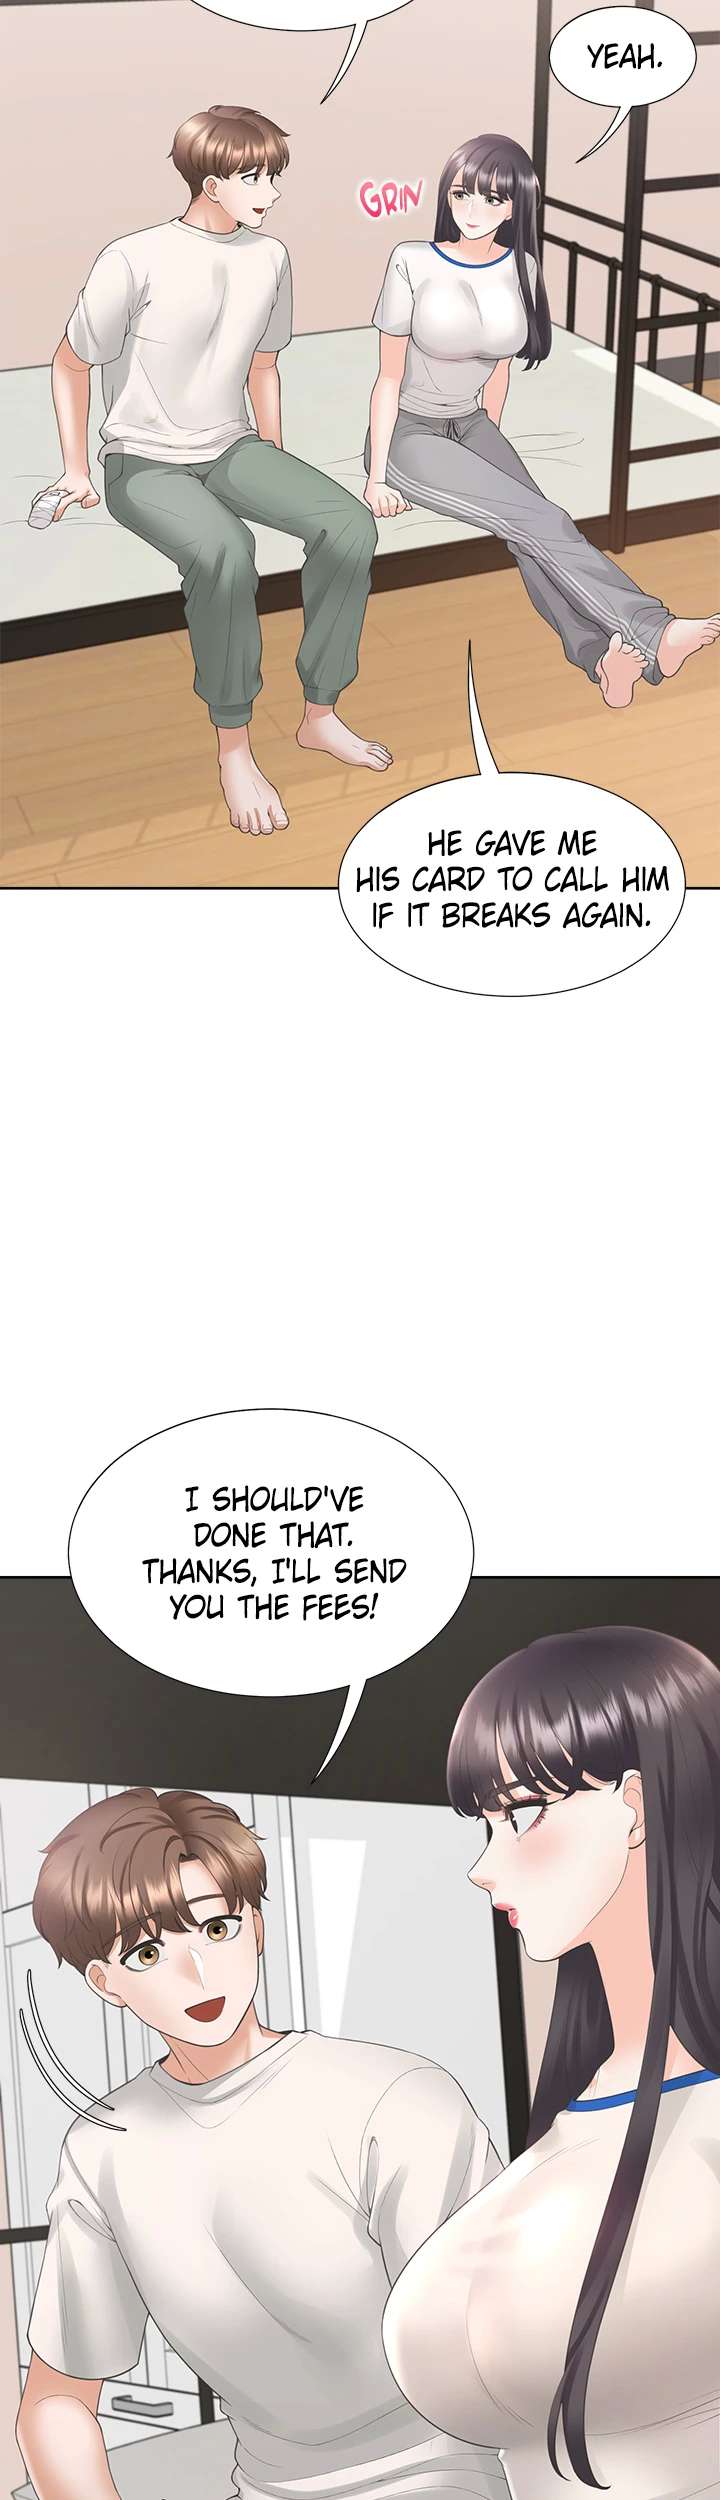 YEAH.
GRIN
HE GAVE ME
HIS CARD TO CALL HIM
IF IT BREAKS AGAIN.
I SHOULD'VE
DONE THAT.
THANKS, I'LL SEND
YOU THE FEES!